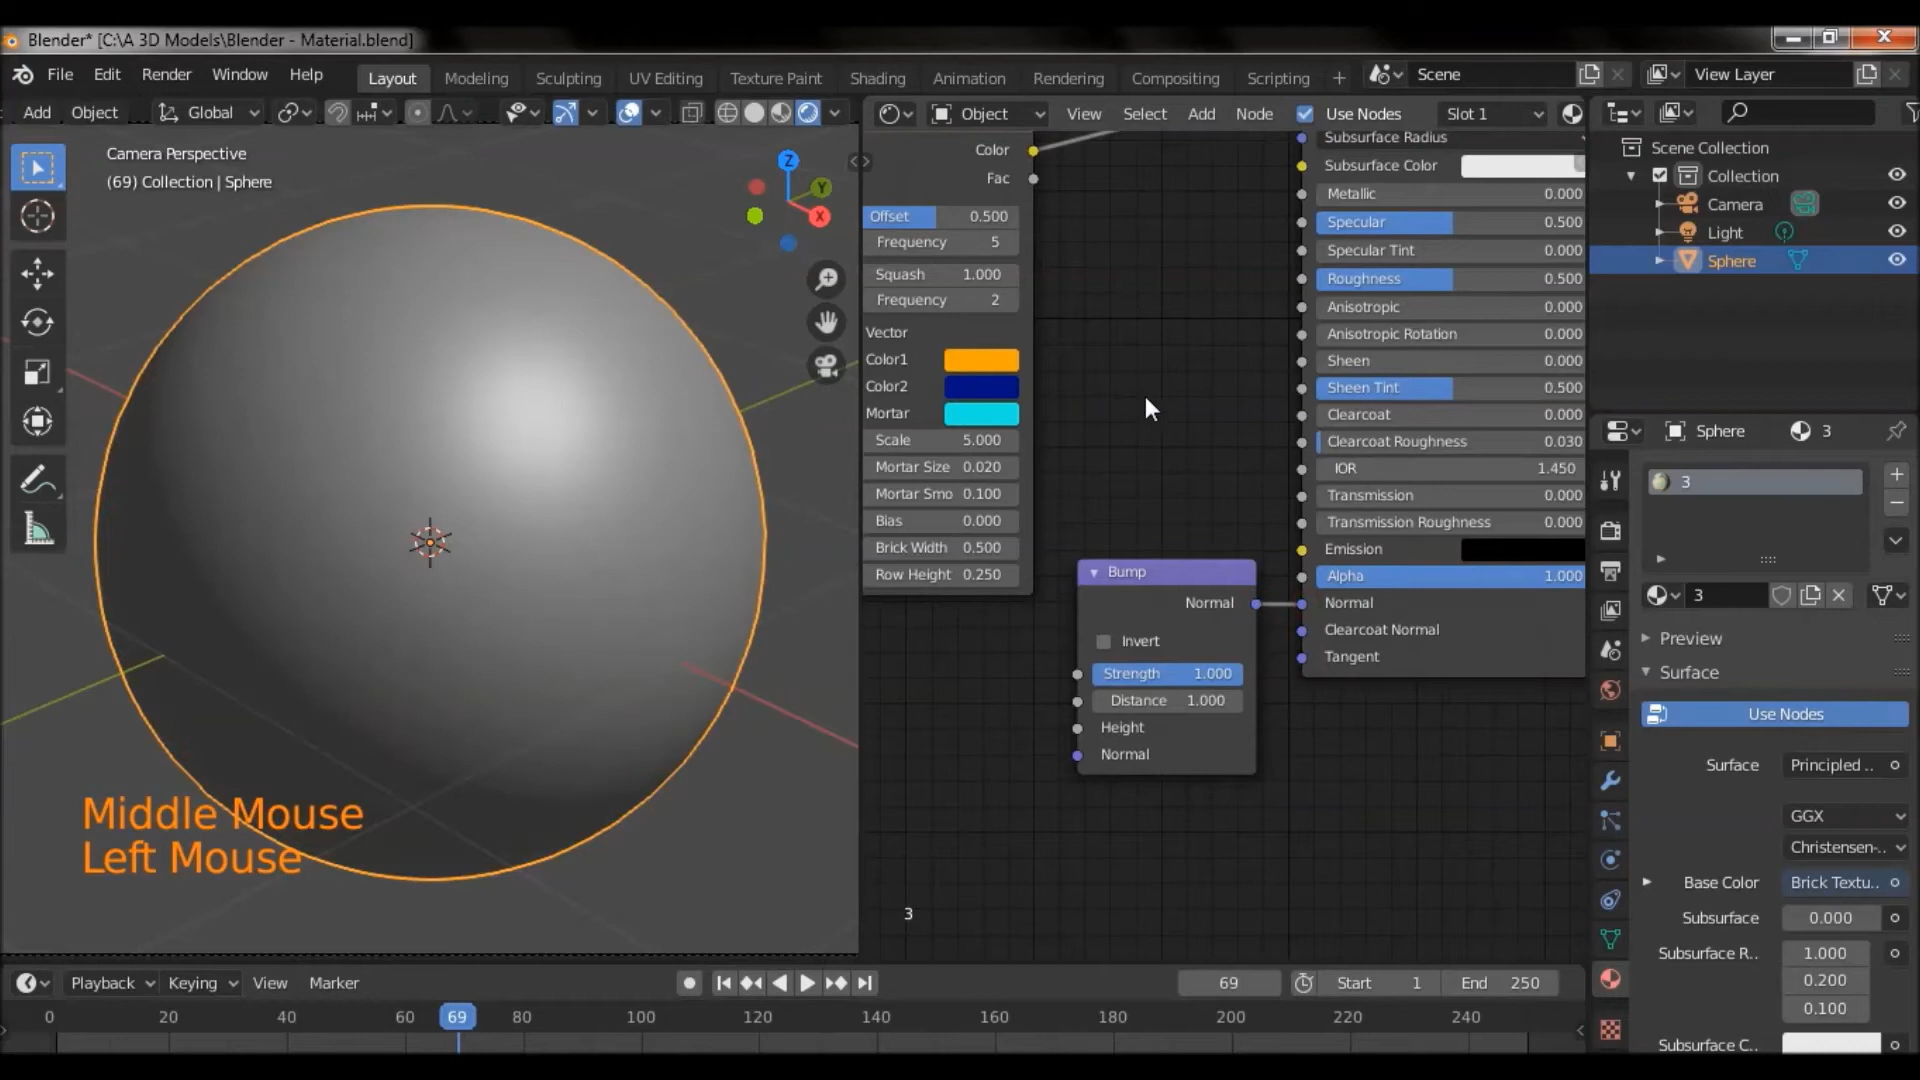 Blender* [C:\A 3D Models\Blender - Material.blend]
File Edit Render Window Help Layout Modeling Sculpting UV Editing Texture Paint Shading Animation Rendering Compositing Scripting + Scene View Layer
Add Object Global Object View Select Add Node Use Nodes Slot 1
Camera Perspective
(69) Collection | Sphere
Z
Y
X
Middle Mouse
Left Mouse
Color
Fac
Offset 0.500
Frequency 5
Squash 1.000
Frequency 2
Vector
Color1
Color2
Mortar
Scale 5.000
Mortar Size 0.020
Mortar Smo 0.100
Bias 0.000
Brick Width 0.500
Row Height 0.250
Bump
Normal
Invert
Strength 1.000
Distance 1.000
Height
Normal
3
Subsurface Radius
Subsurface Color
Metallic 0.000
Specular 0.500
Specular Tint 0.000
Roughness 0.500
Anisotropic 0.000
Anisotropic Rotation 0.000
Sheen 0.000
Sheen Tint 0.500
Clearcoat 0.000
Clearcoat Roughness 0.030
IOR 1.450
Transmission 0.000
Transmission Roughness 0.000
Emission
Alpha 1.000
Normal
Clearcoat Normal
Tangent
Scene Collection
Collection
Camera
Light
Sphere
Sphere 3
3
3
Preview
Surface
Use Nodes
Surface Principled ..
GGX
Christensen-..
Base Color Brick Textu..
Subsurface 0.000
Subsurface R.. 1.000
0.200
0.100
Subsurface C..
Playback Keying View Marker 69 Start 1 End 250
0 20 40 60 69 80 100 120 140 160 180 200 220 240